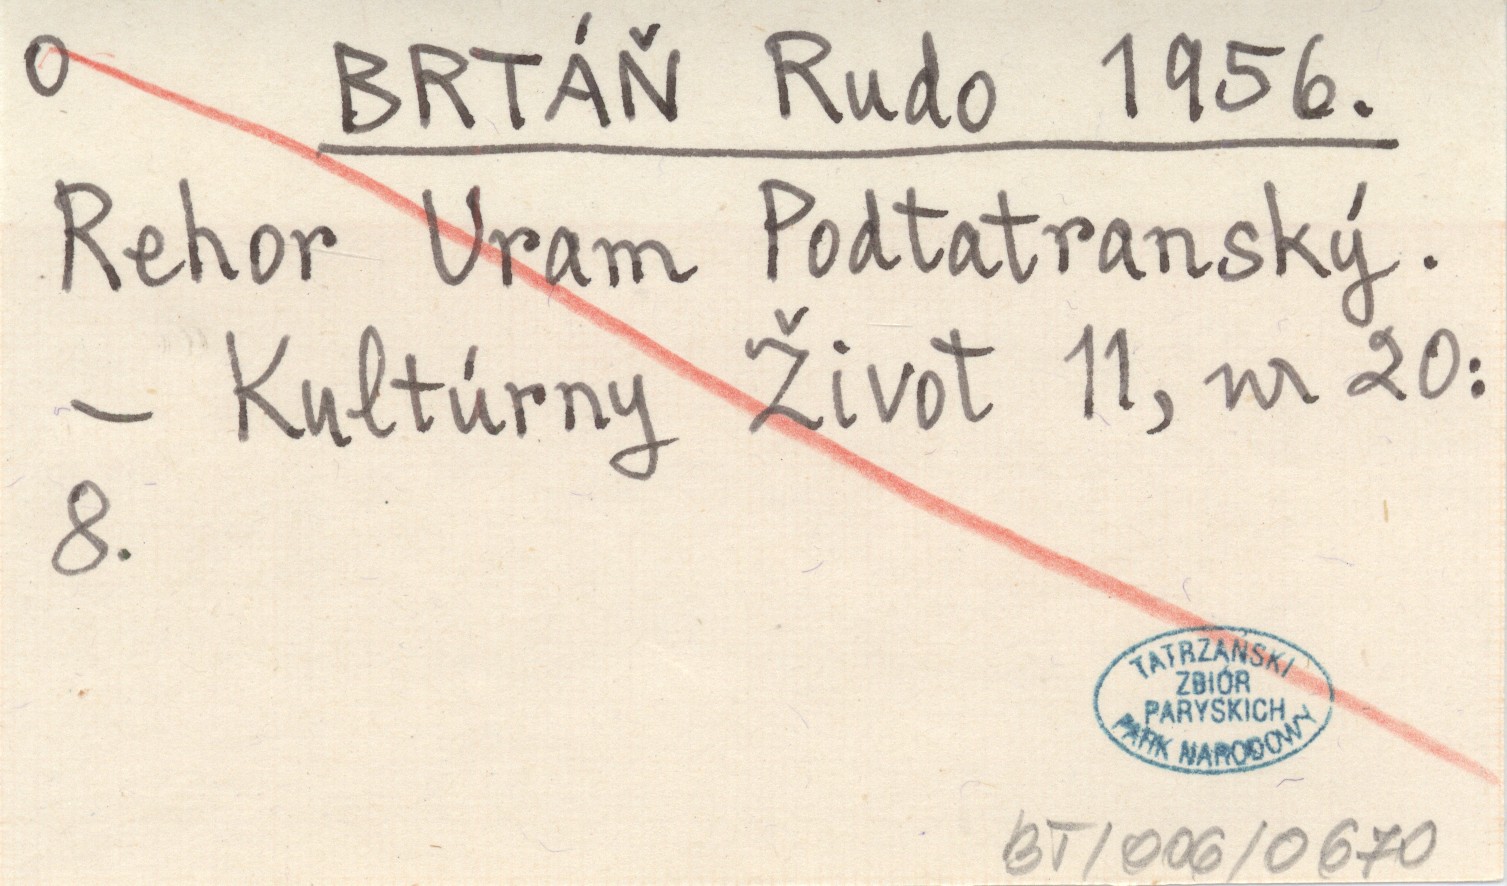 O BRTÁŇ Rudo 1956.
Rehor Uram Podtatranský.
– Kultúrny Život 11, nr 20:
8.
TATRZAŃSKI
ZBIÓR
PARYSKICH
PARK NARODOWY
BT/006/0670